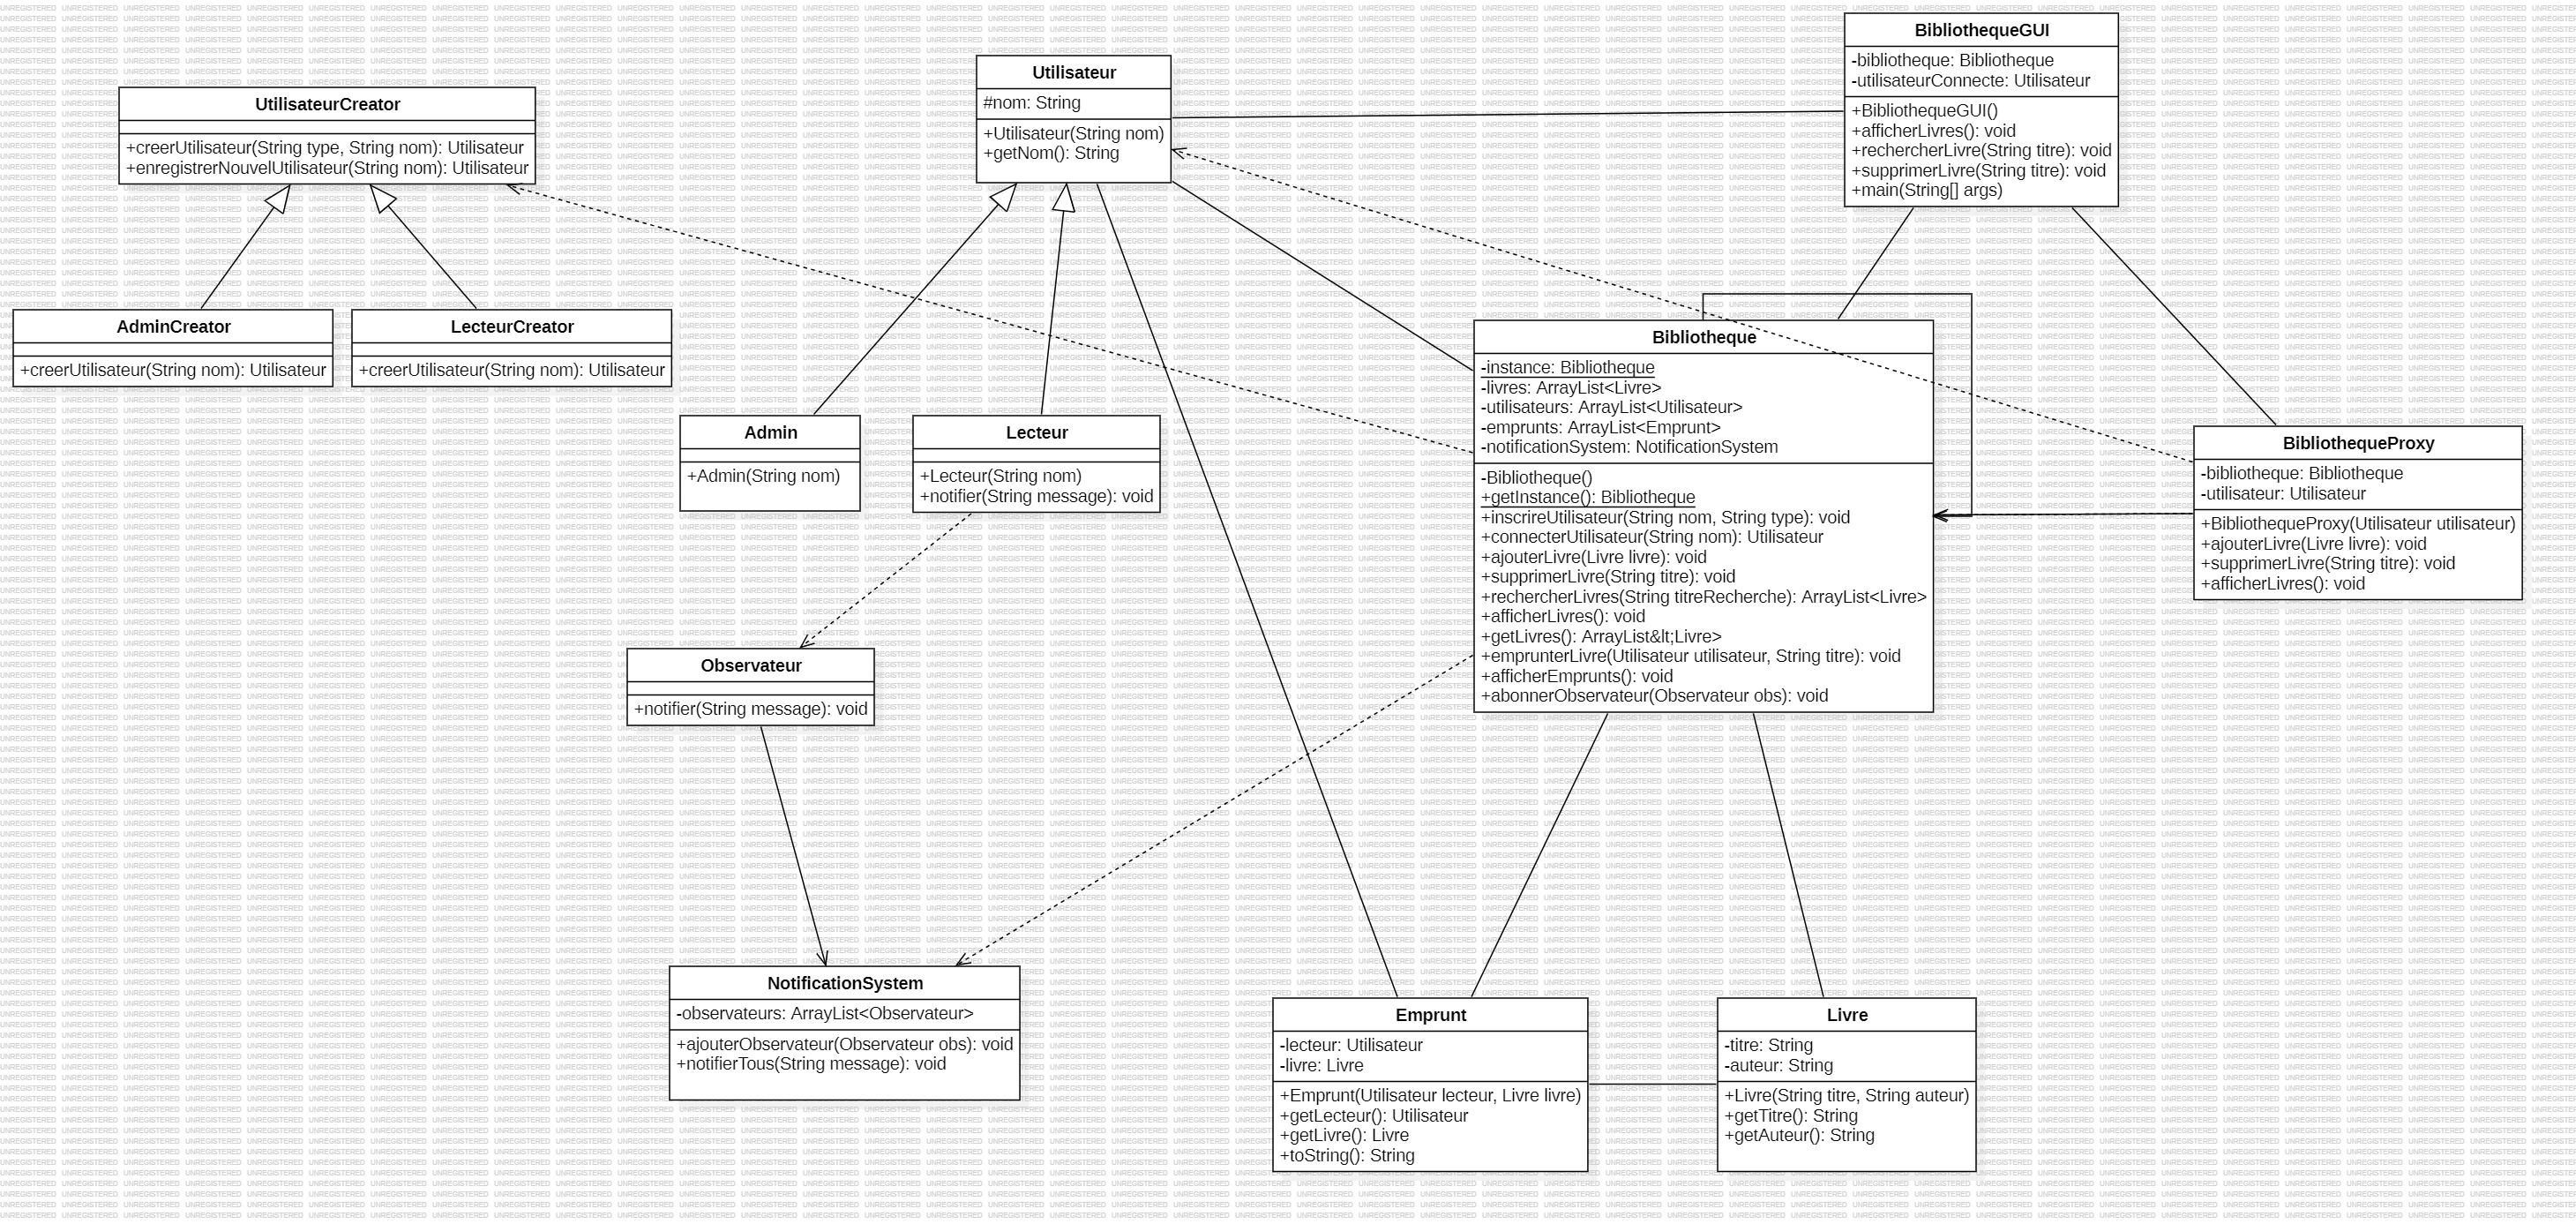 BibliothequeGUI
-bibliotheque: Bibliotheque
-utilisateurConnecte: Utilisateur
+BibliothequeGUI()
+afficherLivres(): void
+rechercherLivre(String titre): void
+supprimerLivre(String titre): void
+main(String[] args)
Utilisateur
#nom: String
+Utilisateur(String nom)
+getNom(): String
UtilisateurCreator
+creerUtilisateur(String type, String nom): Utilisateur
+enregistrerNouvelUtilisateur(String nom): Utilisateur
AdminCreator
+creerUtilisateur(String nom): Utilisateur
LecteurCreator
+creerUtilisateur(String nom): Utilisateur
Admin
+Admin(String nom)
Lecteur
+Lecteur(String nom)
+notifier(String message): void
Bibliotheque
-instance: Bibliotheque
-livres: ArrayList<Livre>
-utilisateurs: ArrayList<Utilisateur>
-emprunts: ArrayList<Emprunt>
-notificationSystem: NotificationSystem
-Bibliotheque()
+getInstance(): Bibliotheque
+inscrireUtilisateur(String nom, String type): void
+connecterUtilisateur(String nom): Utilisateur
+ajouterLivre(Livre livre): void
+supprimerLivre(String titre): void
+rechercherLivres(String titreRecherche): ArrayList<Livre>
+afficherLivres(): void
+getLivres(): ArrayList&lt;Livre>
+emprunterLivre(Utilisateur utilisateur, String titre): void
+afficherEmprunts(): void
+abonnerObservateur(Observateur obs): void
BibliothequeProxy
-bibliotheque: Bibliotheque
-utilisateur: Utilisateur
+BibliothequeProxy(Utilisateur utilisateur)
+ajouterLivre(Livre livre): void
+supprimerLivre(String titre): void
+afficherLivres(): void
Observateur
+notifier(String message): void
NotificationSystem
-observateurs: ArrayList<Observateur>
+ajouterObservateur(Observateur obs): void
+notifierTous(String message): void
Emprunt
-lecteur: Utilisateur
-livre: Livre
+Emprunt(Utilisateur lecteur, Livre livre)
+getLecteur(): Utilisateur
+getLivre(): Livre
+toString(): String
Livre
-titre: String
-auteur: String
+Livre(String titre, String auteur)
+getTitre(): String
+getAuteur(): String
UNREGISTERED